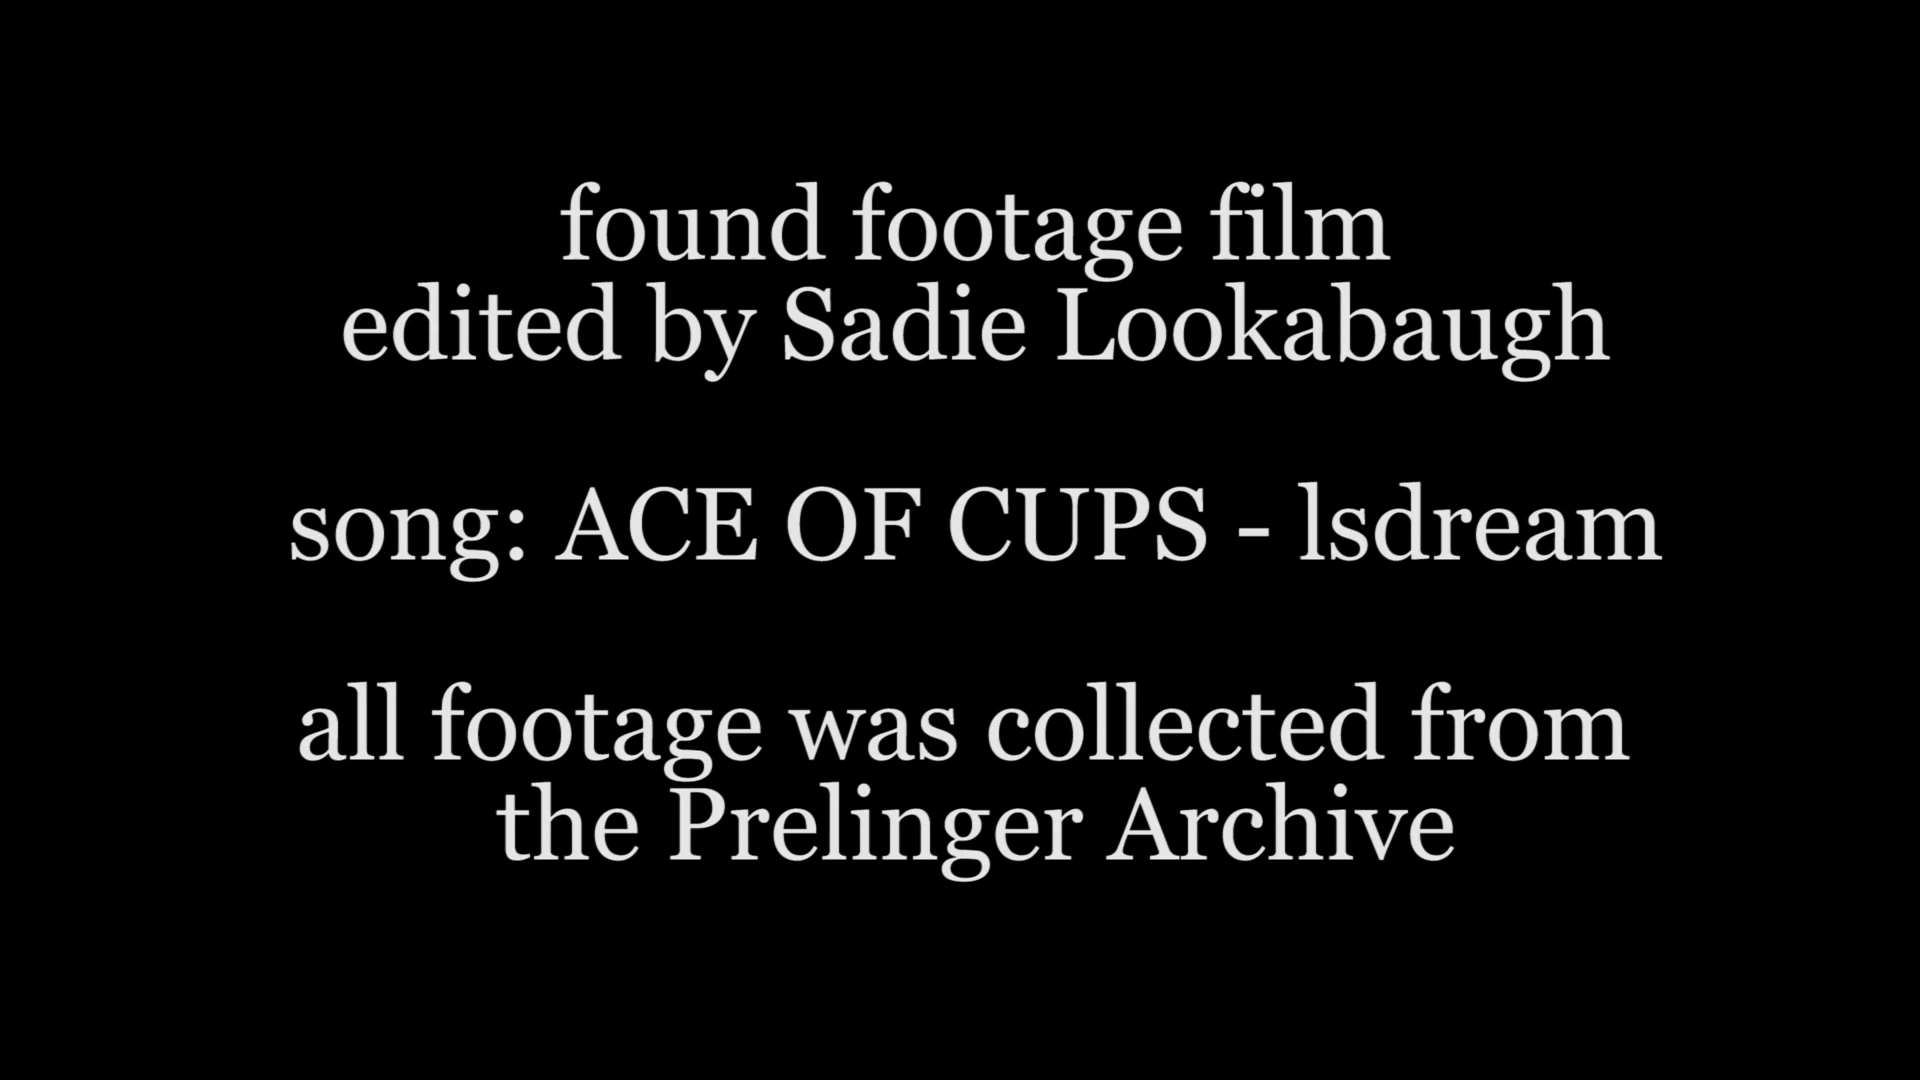 found footage film
edited by Sadie Lookabaugh
song: ACE OF CUPS - lsdream
all footage was collected from
the Prelinger Archive